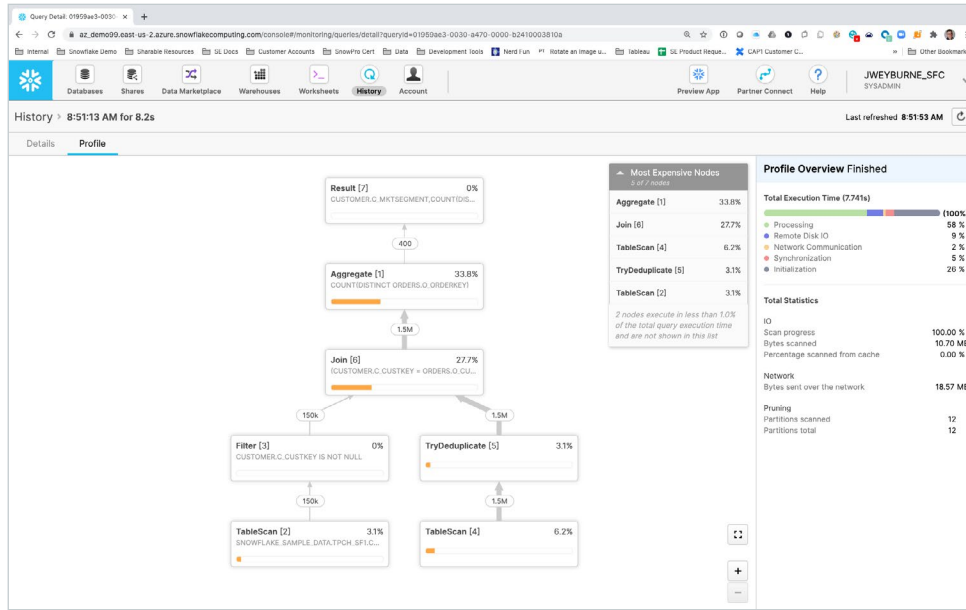 Query Detail: 01959ae3-0030-
az_demo99.east-us-2.azure.snowflakecomputing.com/console#/monitoring/queries/detail?queryId=01959ae3-0030-a470-0000-b2410003810a
Internal Snowflake Demo Sharable Resources SE Docs Customer Accounts SnowPro Cert Data Development Tools Nerd Fun Rotate an Image u... Tableau SE Product Reque... CAPI Customer C... » Other Bookmark
Databases Shares Data Marketplace Warehouses Worksheets History Account Preview App Partner Connect Help
JWEYBURNE_SFC
SYSADMIN
History > 8:51:13 AM for 8.2s
Last refreshed 8:51:53 AM
Details Profile
Result [7] 0%
CUSTOMER.C_MKTSEGMENT,COUNT(DIS...
400
Aggregate [1] 33.8%
COUNT(DISTINCT ORDERS.O_ORDERKEY)
1.5M
Join [6] 27.7%
(CUSTOMER.C_CUSTKEY = ORDERS.O_CU...
150k
1.5M
Filter [3] 0%
CUSTOMER.C_CUSTKEY IS NOT NULL
TryDeduplicate [5] 3.1%
150k
1.5M
TableScan [2] 3.1%
SNOWFLAKE_SAMPLE_DATA.TPCH_SF1.C...
TableScan [4] 6.2%
Most Expensive Nodes
5 of 7 nodes
Aggregate [1] 33.8%
Join [6] 27.7%
TableScan [4] 6.2%
TryDeduplicate [5] 3.1%
TableScan [2] 3.1%
2 nodes execute in less than 1.0%
of the total query execution time
and are not shown in this list
Profile Overview Finished
Total Execution Time (7.741s)
(100%
Processing 58 %
Remote Disk IO 9 %
Network Communication 2 %
Synchronization 5 %
Initialization 26 %
Total Statistics
IO
Scan progress 100.00 %
Bytes scanned 10.70 MB
Percentage scanned from cache 0.00 %
Network
Bytes sent over the network 18.57 MB
Pruning
Partitions scanned 12
Partitions total 12